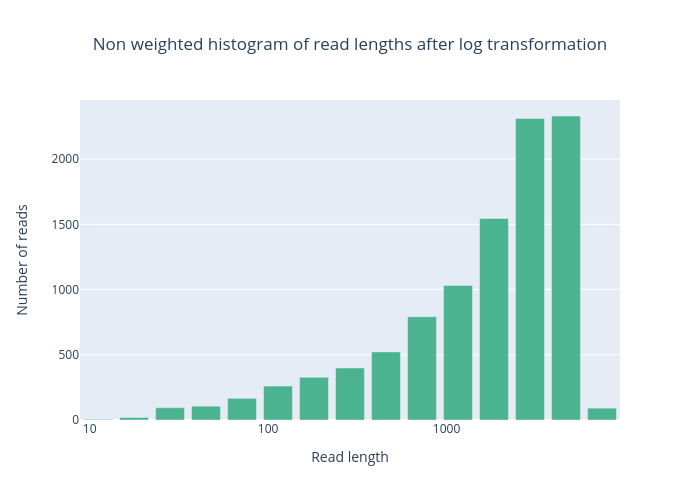 Non weighted histogram of read lengths after log transformation
Number of reads
2000
1500
1000
500
0
10
100
1000
Read length